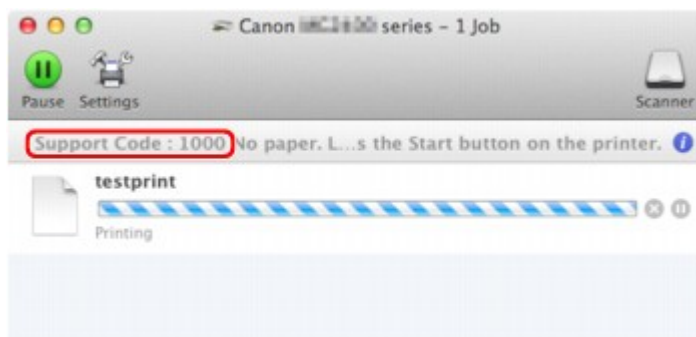 Canon series – 1 Job
Pause Settings Scanner
Support Code : 1000 No paper. L...s the Start button on the printer.
testprint
Printing